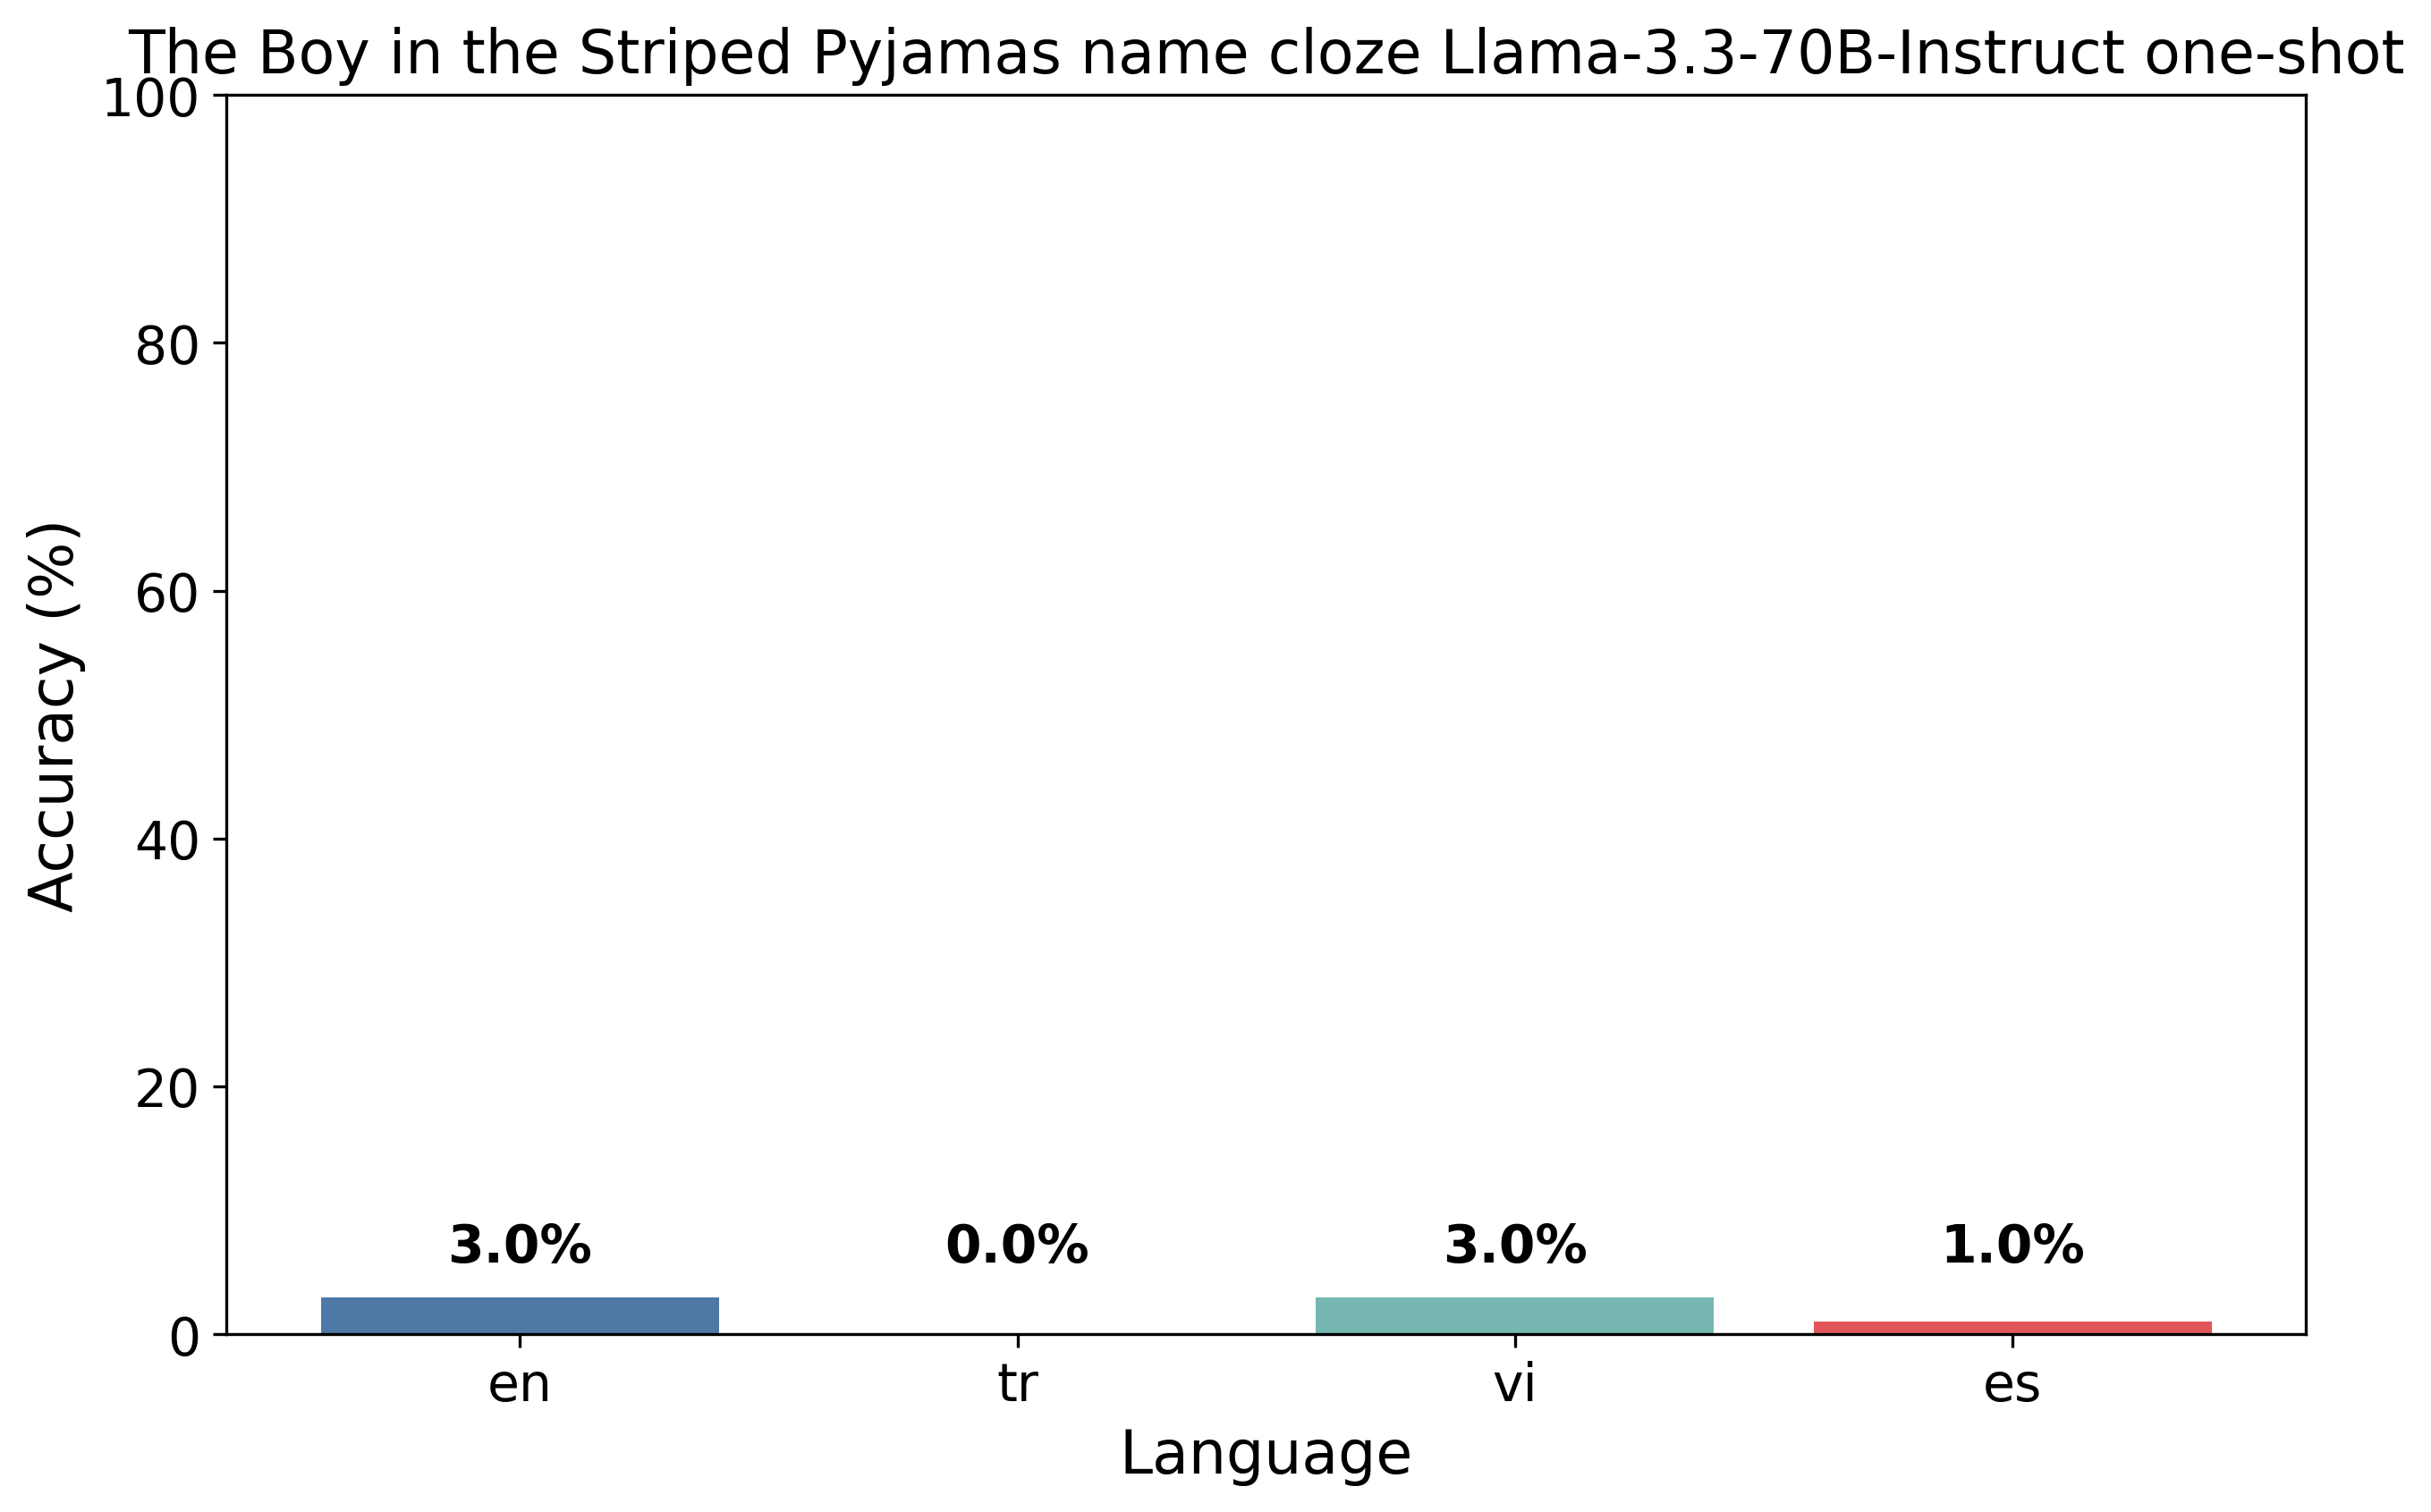 The Boy in the Striped Pyjamas name cloze Llama-3.3-70B-Instruct one-shot
100
80
60
40
20
0
Accuracy (%)
3.0%
0.0%
3.0%
1.0%
en
tr
vi
es
Language